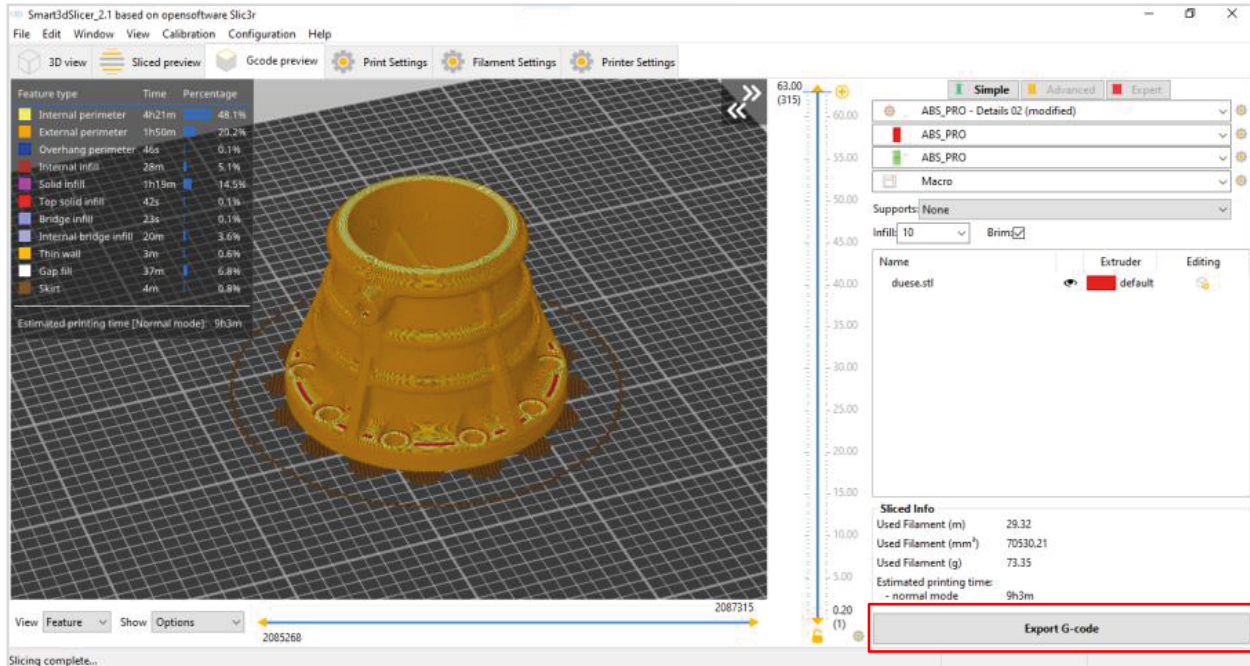 Smart3dSlicer_2.1 based on opensoftware Slic3r
File Edit Window View Calibration Configuration Help
3D view Sliced preview Gcode preview Print Settings Filament Settings Printer Settings
Feature type Time Percentage
Internal perimeter 4h21m 48.1%
External perimeter 1h50m 20.2%
Overhang perimeter 46s 0.1%
Internal infill 28m 5.1%
Solid infill 1h19m 14.5%
Top solid infill 42s 0.1%
Bridge infill 23s 0.1%
Internal bridge infill 20m 3.6%
Thin wall 3m 0.6%
Gap fill 37m 6.8%
Skirt 4m 0.8%
Estimated printing time [Normal mode]: 9h3m
63.00
(315)
60.00
55.00
50.00
45.00
40.00
35.00
30.00
25.00
20.00
15.00
10.00
5.00
0.20
(1)
Simple Advanced Expert
ABS_PRO - Details 02 (modified)
ABS_PRO
ABS_PRO
Macro
Supports: None
Infill: 10 Brim:
Name Extruder Editing
duese.stl default
Sliced Info
Used Filament (m) 29.32
Used Filament (mm³) 70530.21
Used Filament (g) 73.35
Estimated printing time:
- normal mode 9h3m
Export G-code
View Feature Show Options
2087315
2085268
Slicing complete...